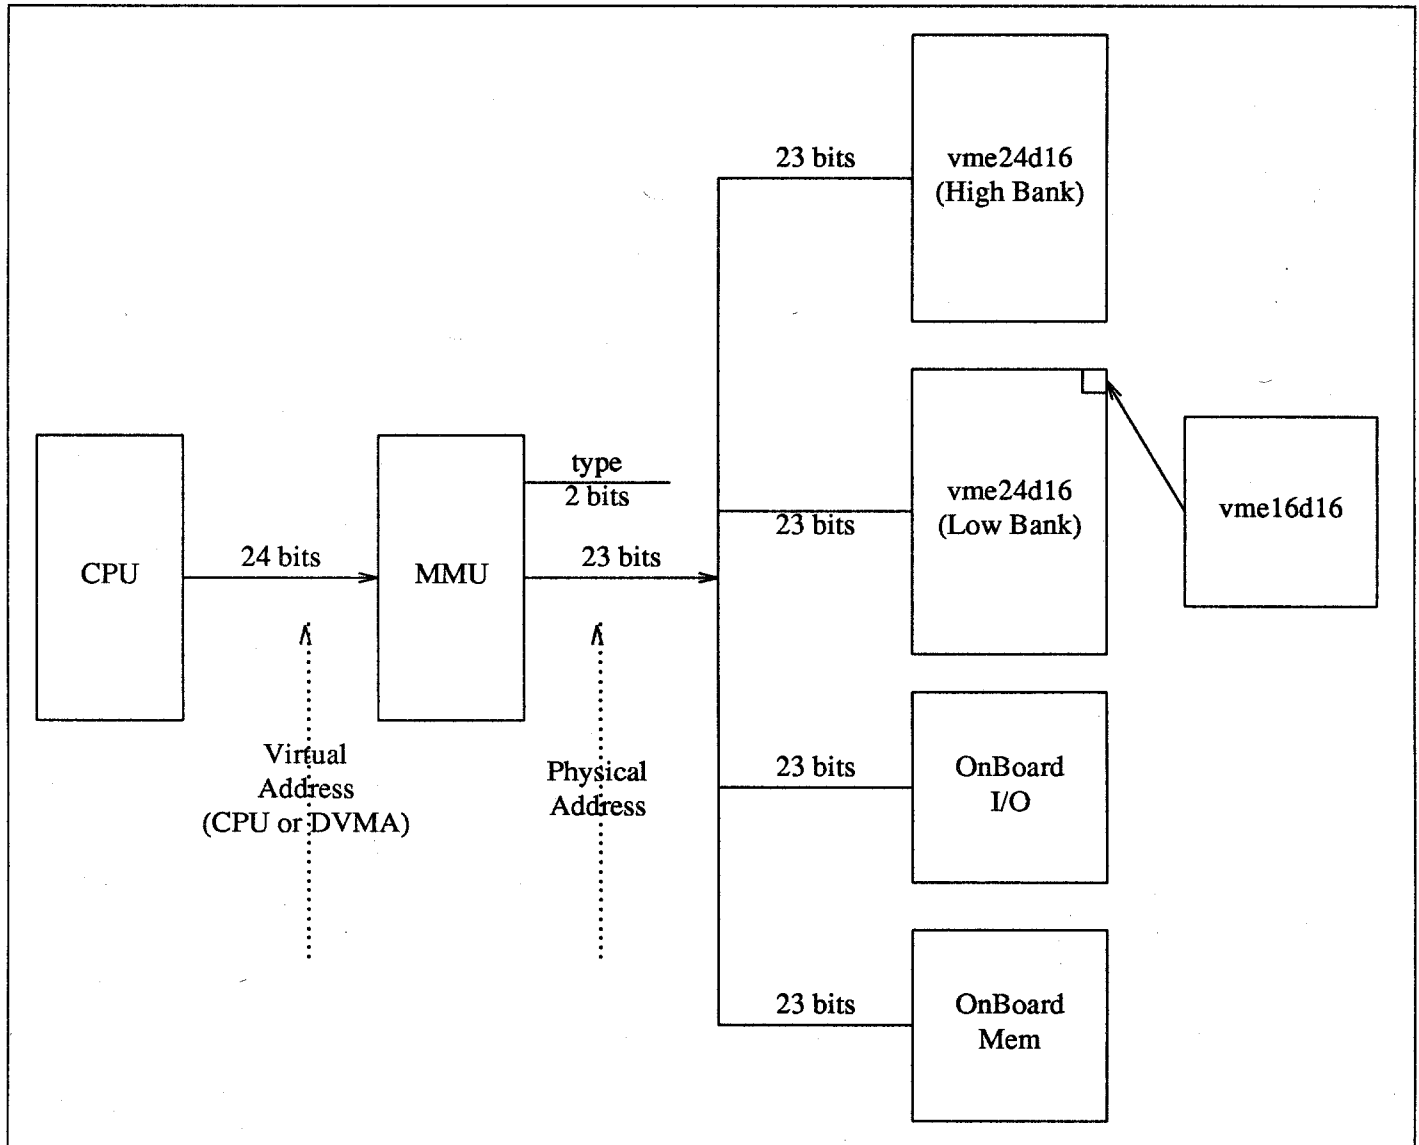 23 bits
vme24d16
(High Bank)
type
2 bits
23 bits
vme24d16
(Low Bank)
vme16d16
CPU
24 bits
MMU
23 bits
Virtual
Address
(CPU or DVMA)
Physical
Address
23 bits
OnBoard
I/O
23 bits
OnBoard
Mem